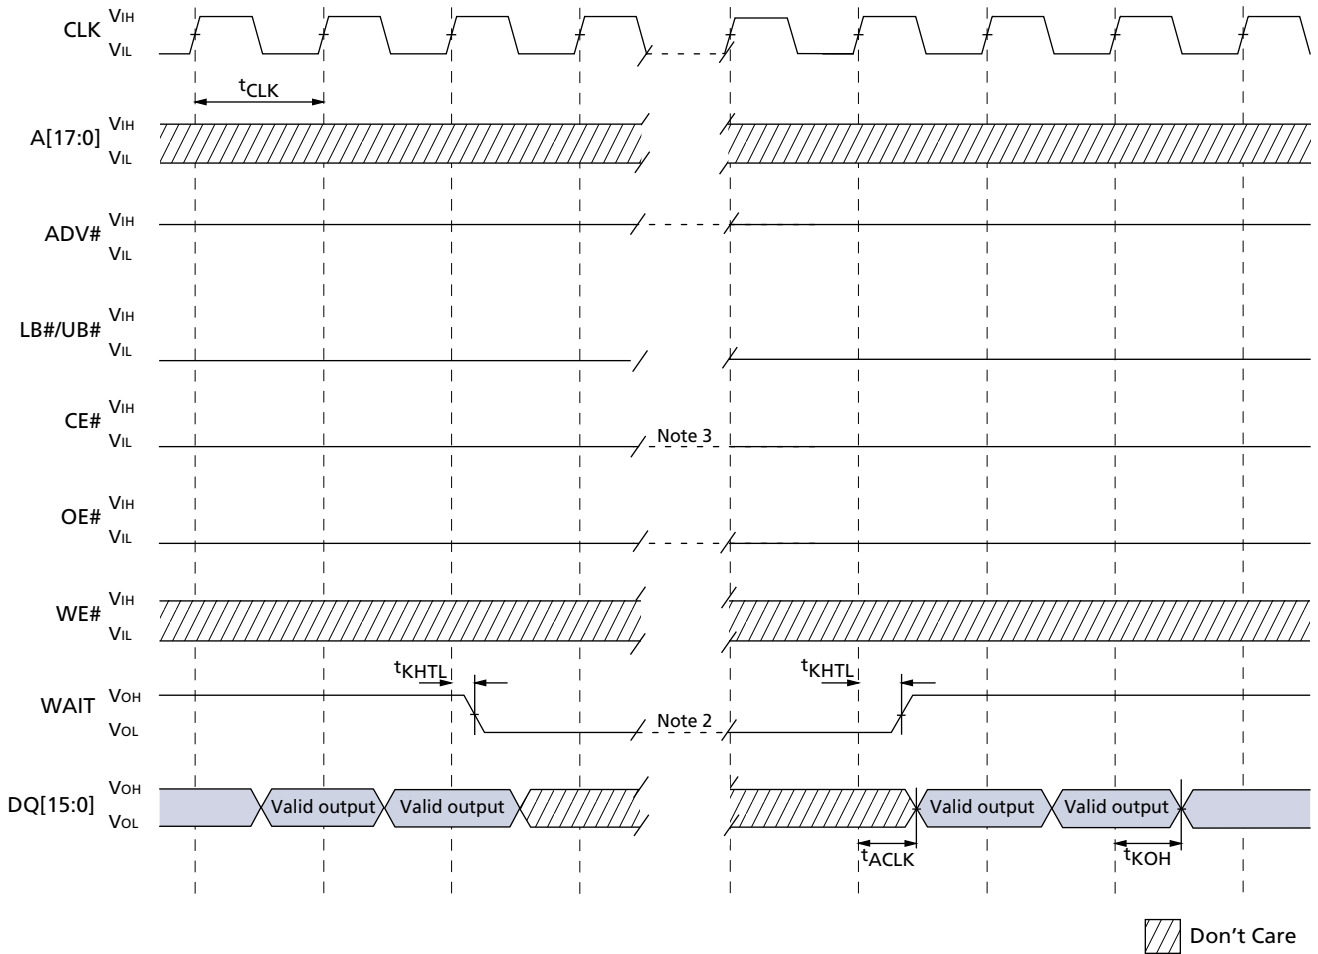 CLK VIH
VIL
tCLK
A[17:0] VIH
VIL
ADV# VIH
VIL
LB#/UB# VIH
VIL
CE# VIH
VIL
Note 3
OE# VIH
VIL
WE# VIH
VIL
tKHTL tKHTL
WAIT VOH
VOL
Note 2
DQ[15:0] VOH
VOL
Valid output Valid output Valid output Valid output
tACLK tKOH
Don't Care